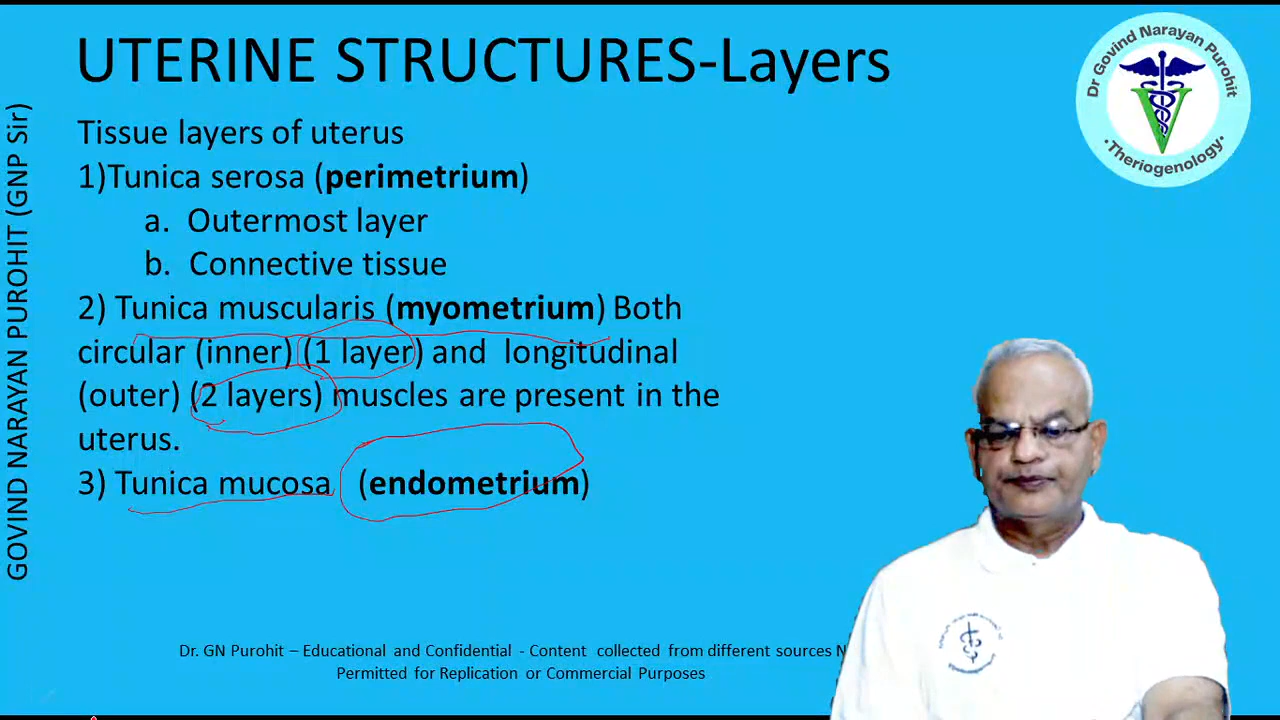 UTERINE STRUCTURES-Layers
Dr Govind Narayan Purohit
·Theriogenology·
GOVIND NARAYAN PUROHIT (GNP Sir)
Tissue layers of uterus
1)Tunica serosa (perimetrium)
a. Outermost layer
b. Connective tissue
2) Tunica muscularis (myometrium) Both
circular (inner) (1 layer) and longitudinal
(outer) (2 layers) muscles are present in the
uterus.
3) Tunica mucosa (endometrium)
Dr. GN Purohit – Educational and Confidential - Content collected from different sources N
Permitted for Replication or Commercial Purposes